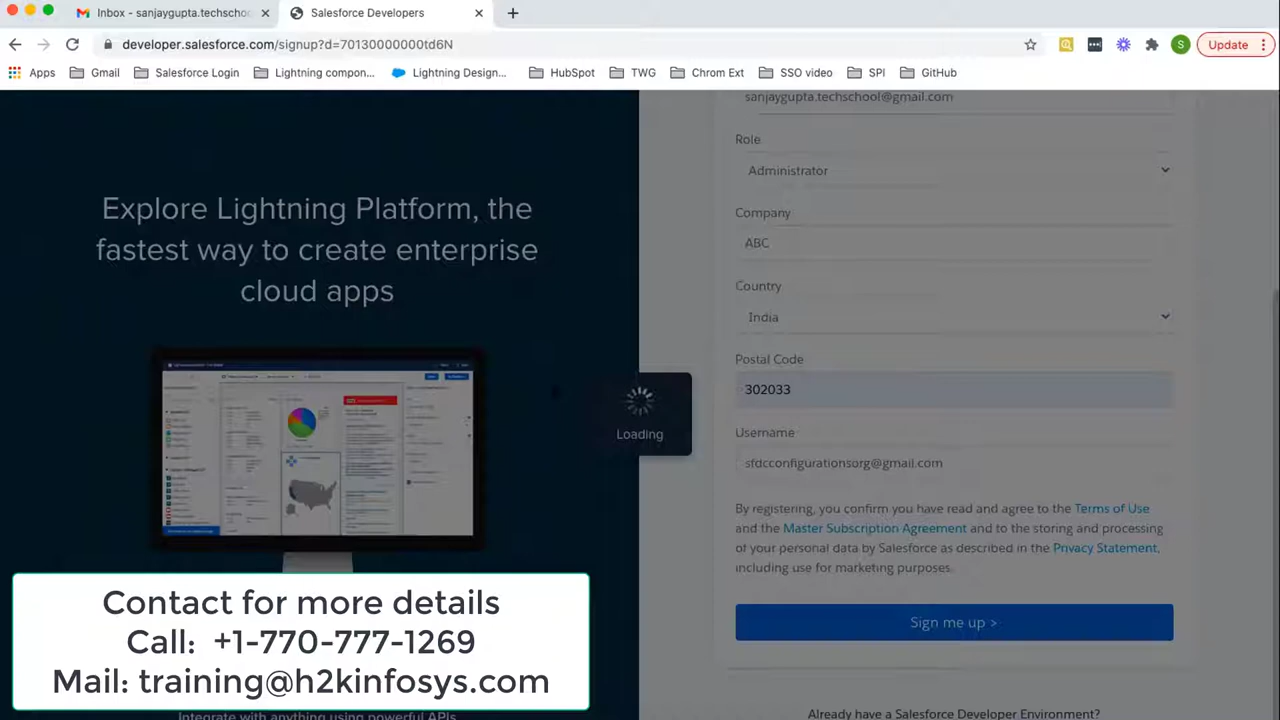 Inbox - sanjaygupta.techschoo
Salesforce Developers
developer.salesforce.com/signup?d=70130000000td6N
S
Update
Apps
Gmail
Salesforce Login
Lightning compon...
Lightning Design...
HubSpot
TWG
Chrom Ext
SSO video
SPI
GitHub
Explore Lightning Platform, the
fastest way to create enterprise
cloud apps
sanjaygupta.techschool@gmail.com
Role
Administrator
Company
ABC
Country
India
Postal Code
302033
Loading
Username
sfdcconfigurationsorg@gmail.com
By registering, you confirm you have read and agree to the Terms of Use
and the Master Subscription Agreement and to the storing and processing
of your personal data by Salesforce as described in the Privacy Statement,
including use for marketing purposes.
Sign me up >
Already have a Salesforce Developer Environment?
Contact for more details
Call: +1-770-777-1269
Mail: training@h2kinfosys.com
Integrate with anything using powerful APIs